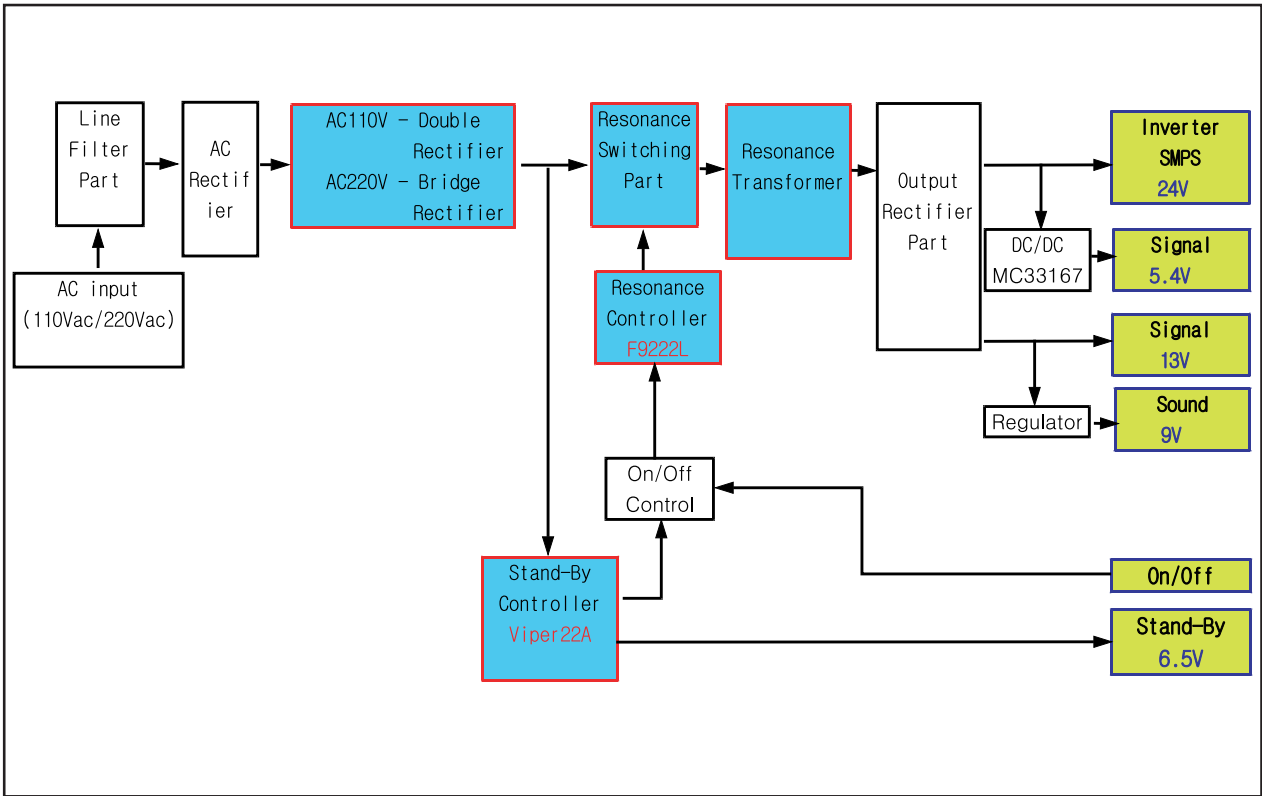 Line
Filter
Part
AC
Rectif
ier
AC110V - Double
Rectifier
AC220V - Bridge
Rectifier
Resonance
Switching
Part
Resonance
Transformer
Output
Rectifier
Part
Inverter
SMPS
24V
DC/DC
MC33167
Signal
5.4V
AC input
(110Vac/220Vac)
Resonance
Controller
F9222L
Signal
13V
Regulator
Sound
9V
On/Off
Control
Stand-By
Controller
Viper22A
On/Off
Stand-By
6.5V